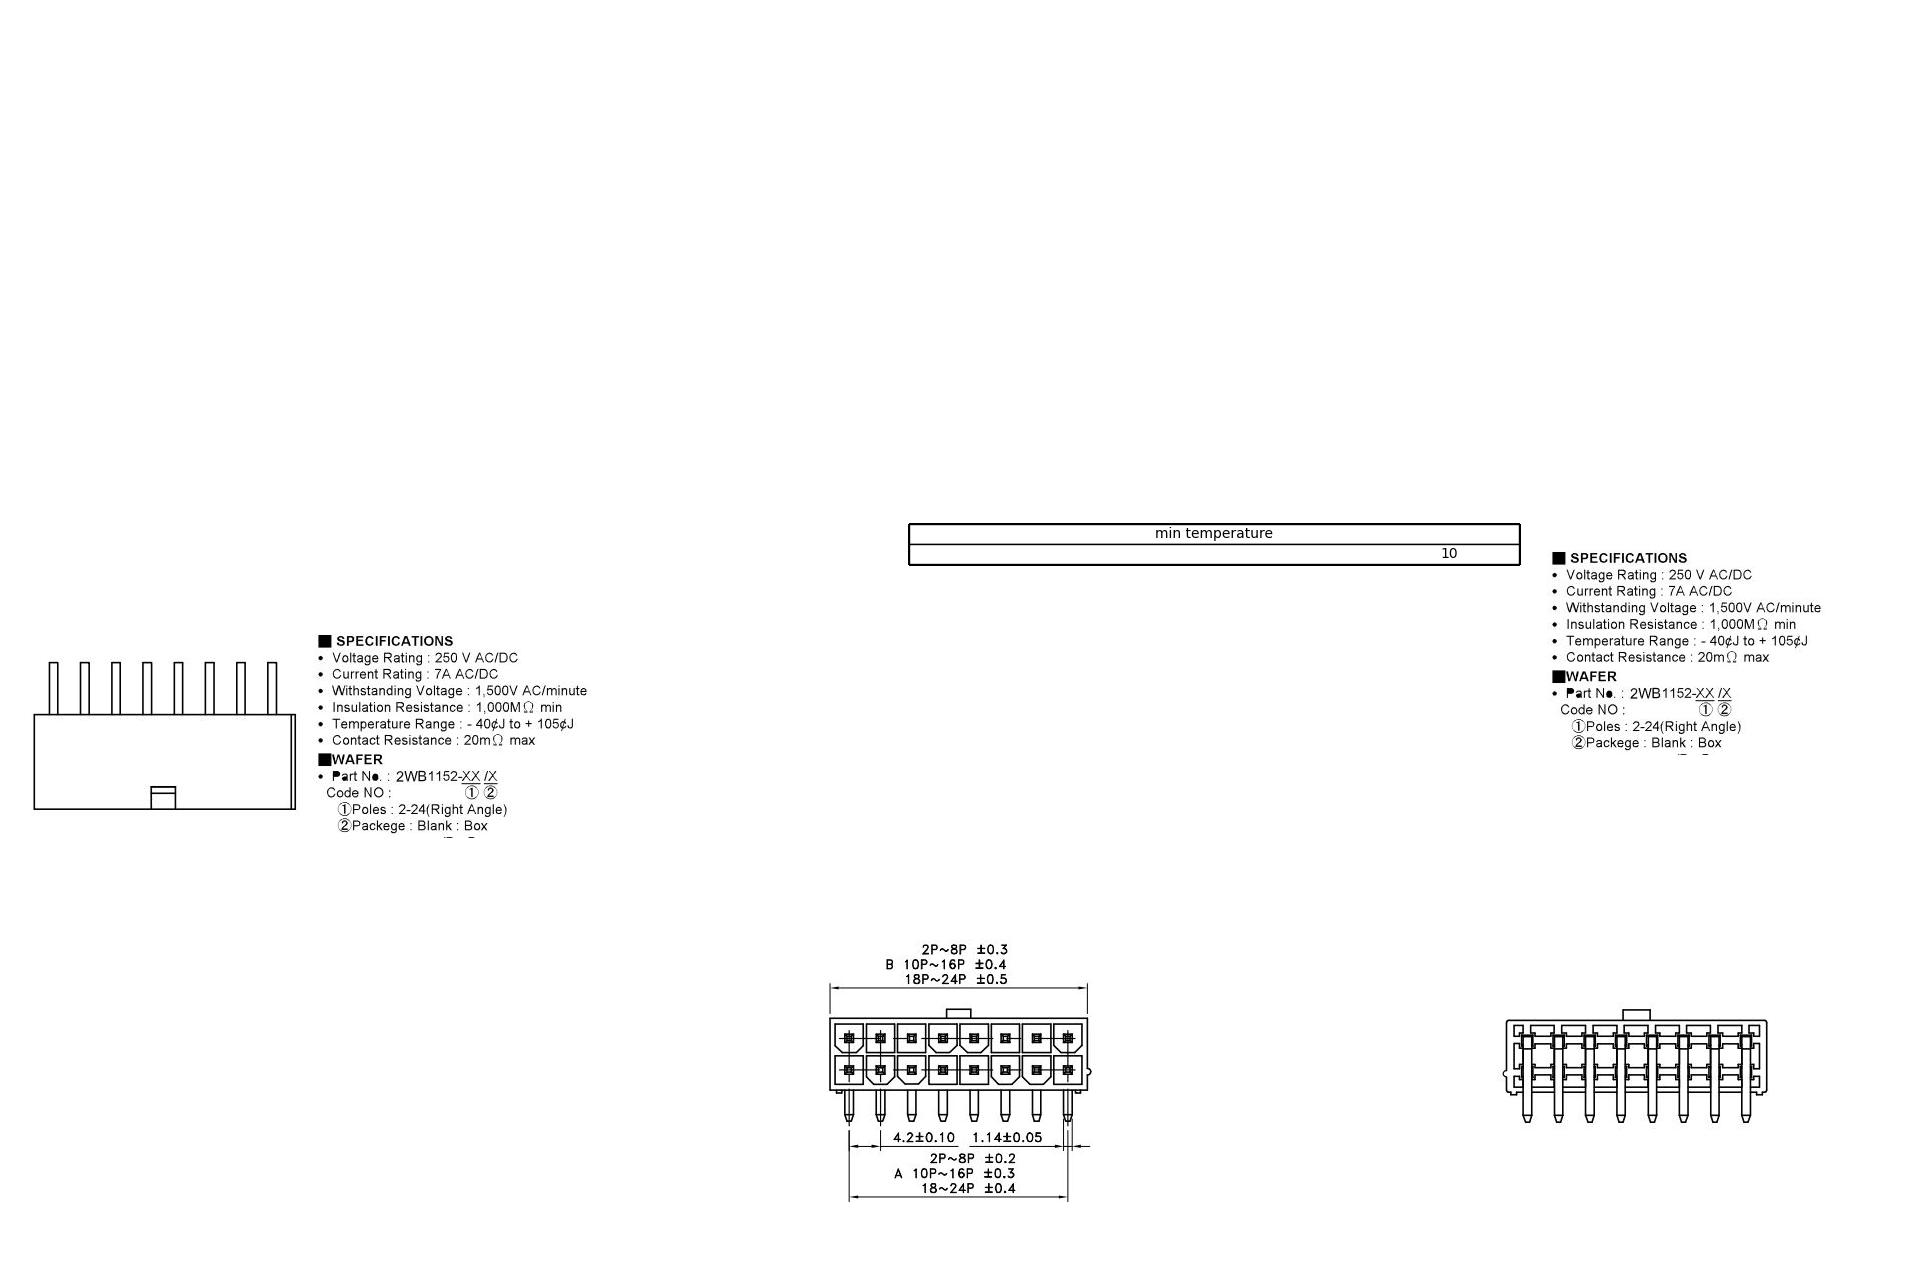 min temperature
10
■ SPECIFICATIONS
• Voltage Rating : 250 V AC/DC
• Current Rating : 7A AC/DC
• Withstanding Voltage : 1,500V AC/minute
• Insulation Resistance : 1,000MΩ min
• Temperature Range : - 40¢J to + 105¢J
• Contact Resistance : 20mΩ max
■WAFER
• Part No. : 2WB1152-XX /X
Code NO : ① ②
①Poles : 2-24(Right Angle)
②Packege : Blank : Box
■ SPECIFICATIONS
• Voltage Rating : 250 V AC/DC
• Current Rating : 7A AC/DC
• Withstanding Voltage : 1,500V AC/minute
• Insulation Resistance : 1,000MΩ min
• Temperature Range : - 40¢J to + 105¢J
• Contact Resistance : 20mΩ max
■WAFER
• Part No. : 2WB1152-XX /X
Code NO : ① ②
①Poles : 2-24(Right Angle)
②Packege : Blank : Box
2P~8P ±0.3
B 10P~16P ±0.4
18P~24P ±0.5
4.2±0.10 1.14±0.05
2P~8P ±0.2
A 10P~16P ±0.3
18~24P ±0.4